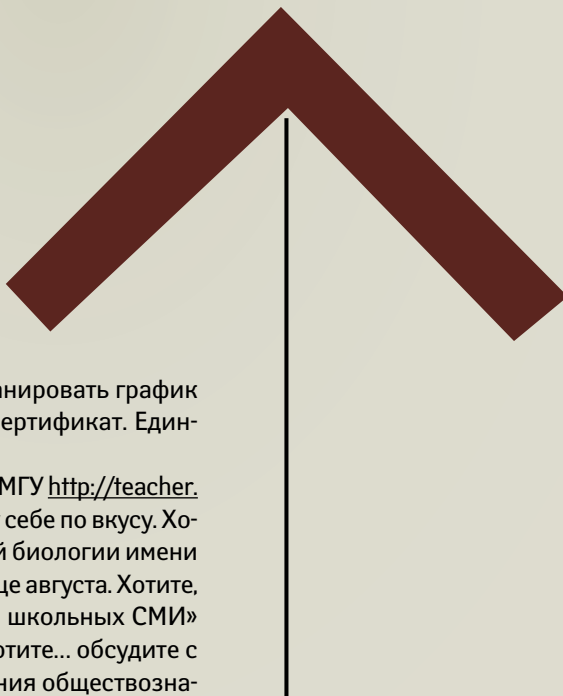 анировать график
ертификат. Един-
МГУ http://teacher.
себе по вкусу. Хо-
й биологии имени
це августа. Хотите,
школьных СМИ»
отите... обсудите с
ния обществозна-